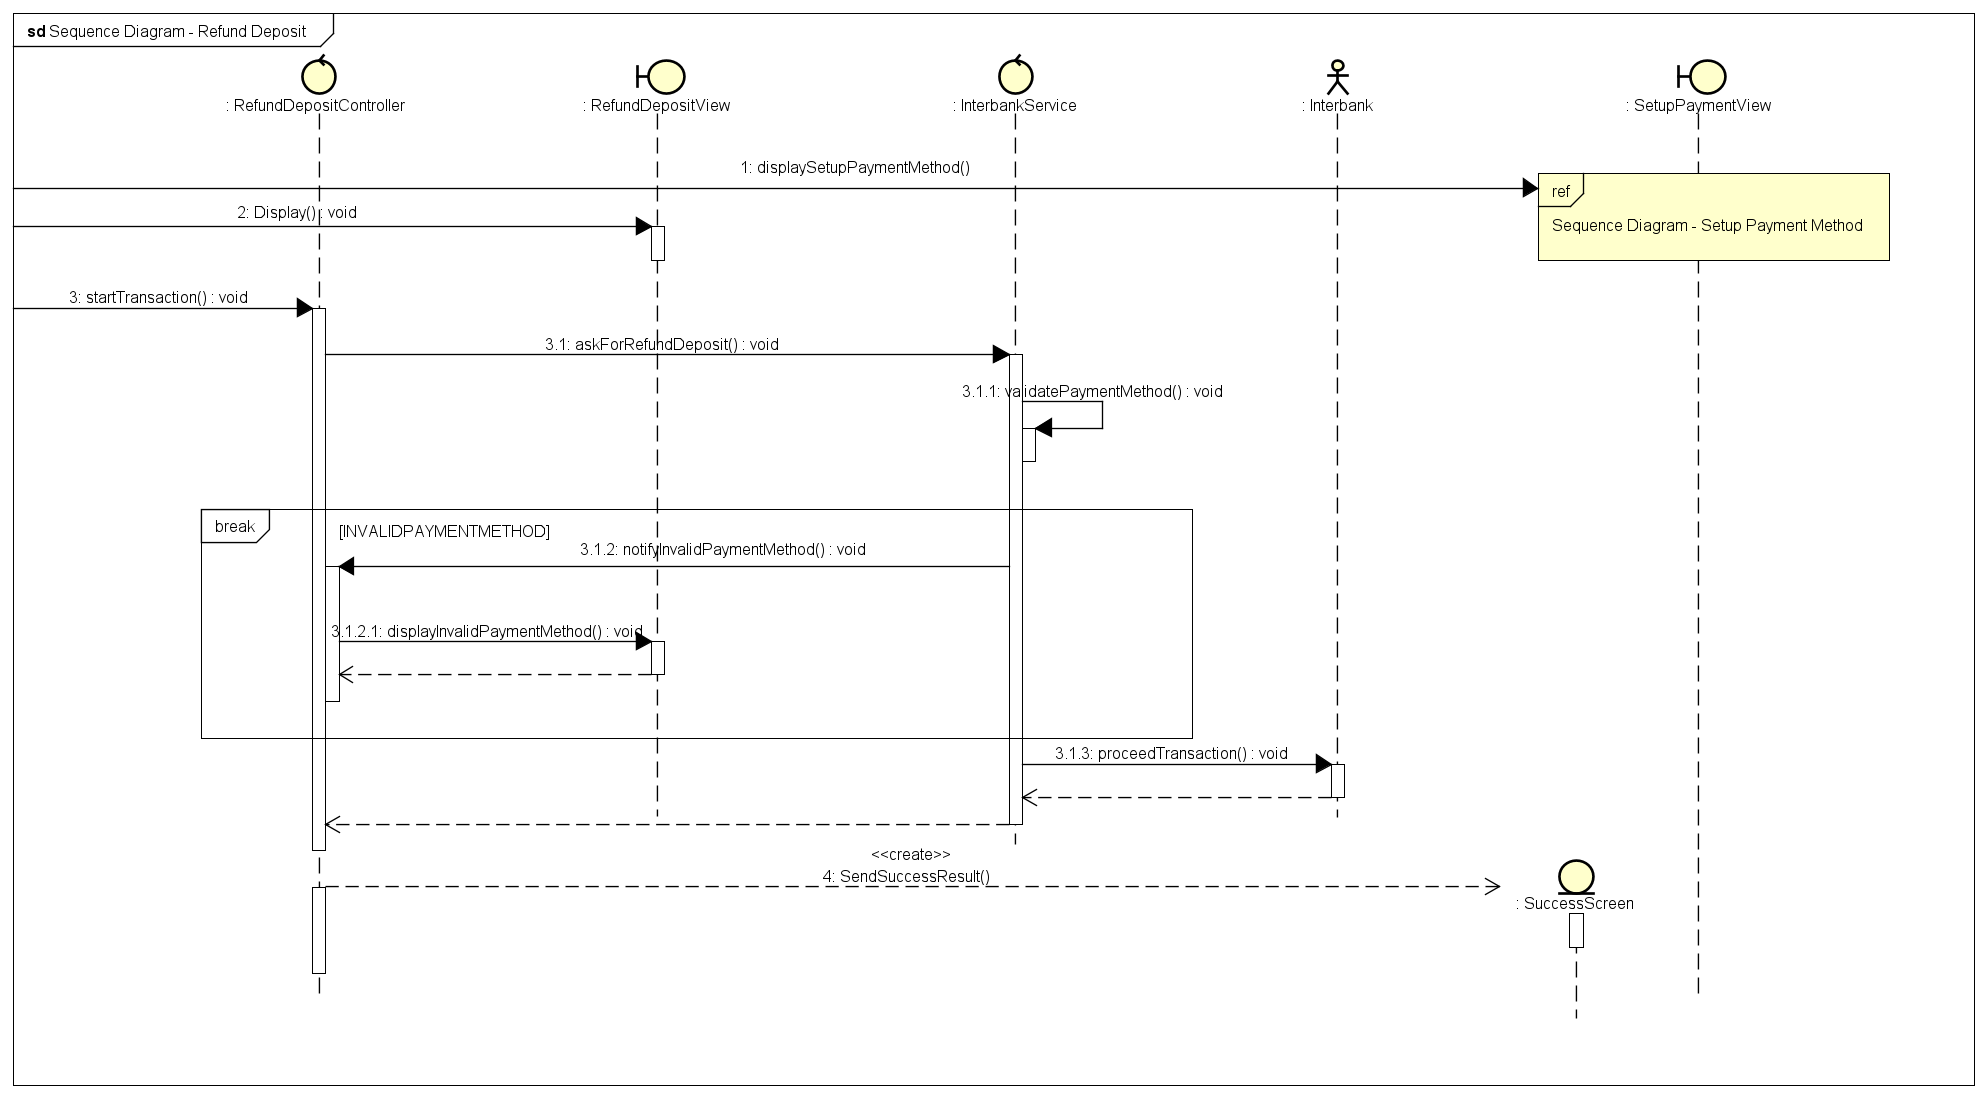 sd Sequence Diagram - Refund Deposit
: RefundDepositController
: RefundDepositView
: InterbankService
: Interbank
: SetupPaymentView
1: displaySetupPaymentMethod()
ref
Sequence Diagram - Setup Payment Method
2: Display() : void
3: startTransaction() : void
3.1: askForRefundDeposit() : void
3.1.1: validatePaymentMethod() : void
break
[INVALIDPAYMENTMETHOD]
3.1.2: notifyInvalidPaymentMethod() : void
3.1.2.1: displayInvalidPaymentMethod() : void
3.1.3: proceedTransaction() : void
<<create>>
4: SendSuccessResult()
: SuccessScreen